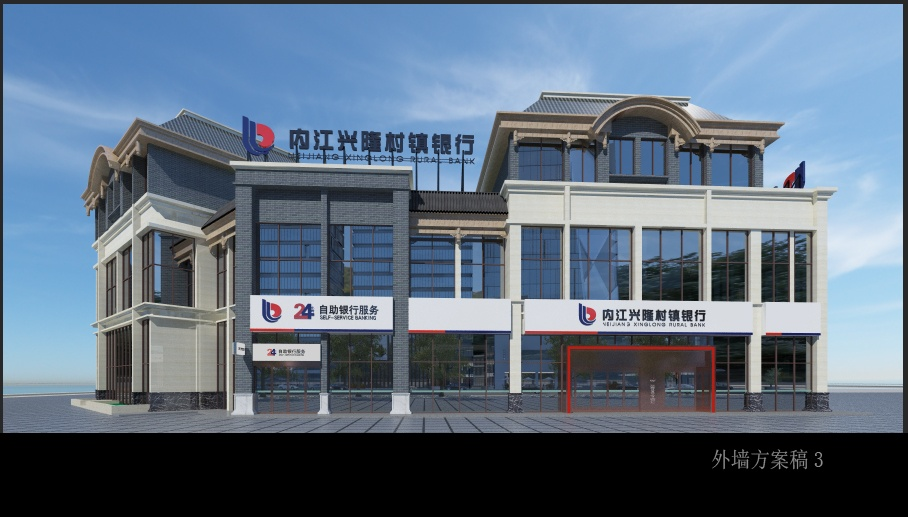 内江兴隆村镇银行
NEIJIANG XINGLONG RURAL BANK
24 自助银行服务
SELF-SERVICE BANKING
内江兴隆村镇银行
NEIJIANG XINGLONG RURAL BANK
24 自助银行服务
外墙方案稿 3